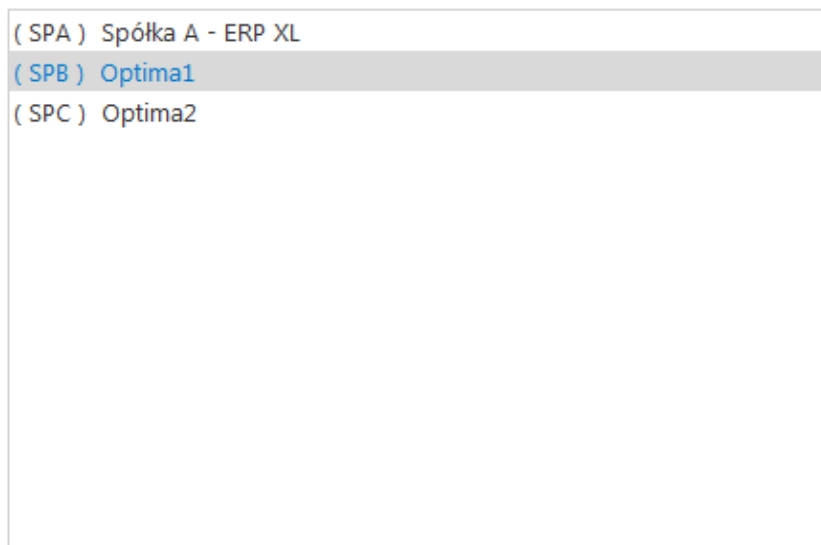 ( SPA ) Spółka A - ERP XL
( SPB ) Optima1
( SPC ) Optima2